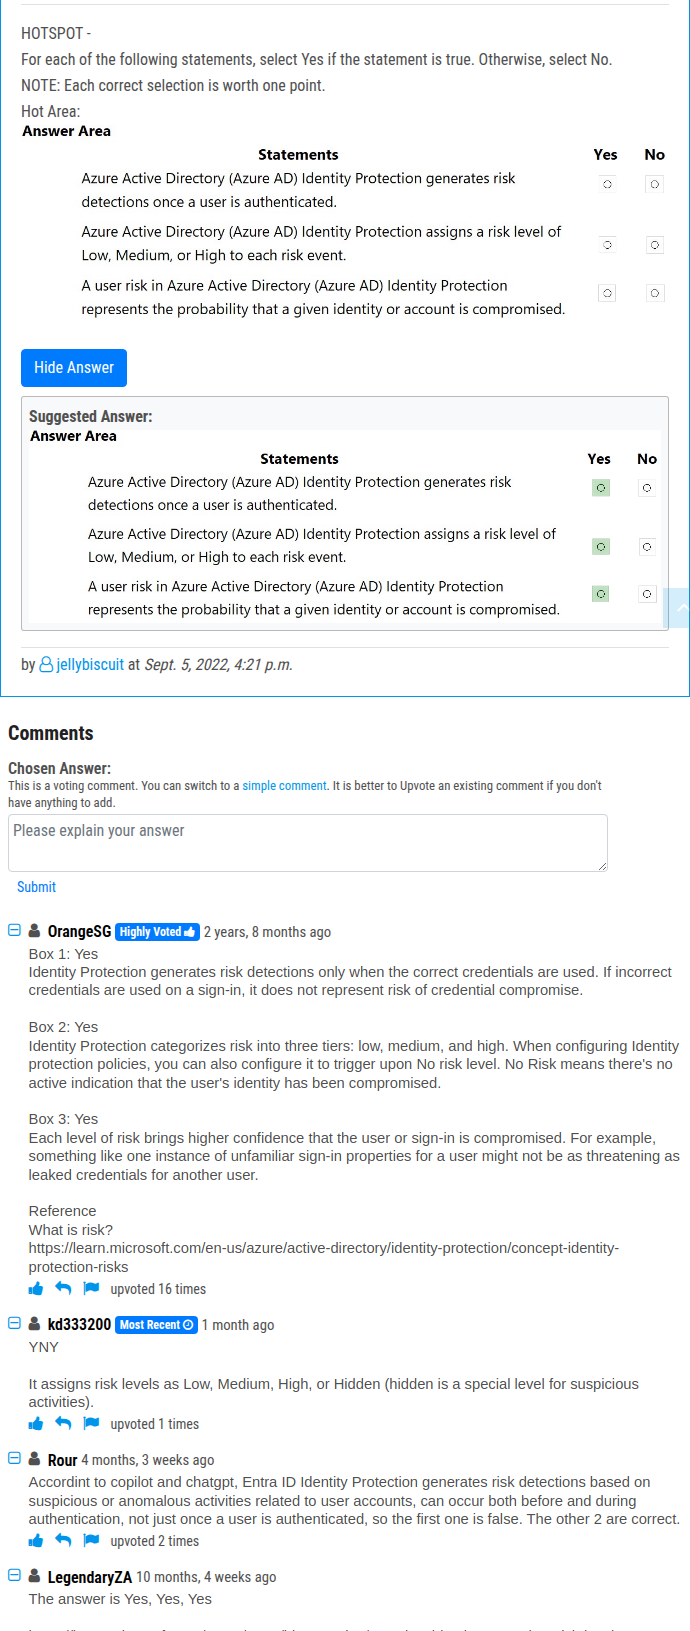 HOTSPOT -
For each of the following statements, select Yes if the statement is true. Otherwise, select No.
NOTE: Each correct selection is worth one point.
Hot Area:
Answer Area
Statements Yes No
Azure Active Directory (Azure AD) Identity Protection generates risk
detections once a user is authenticated.
Azure Active Directory (Azure AD) Identity Protection assigns a risk level of
Low, Medium, or High to each risk event.
A user risk in Azure Active Directory (Azure AD) Identity Protection
represents the probability that a given identity or account is compromised.
Hide Answer
Suggested Answer:
Answer Area
Statements Yes No
Azure Active Directory (Azure AD) Identity Protection generates risk
detections once a user is authenticated.
Azure Active Directory (Azure AD) Identity Protection assigns a risk level of
Low, Medium, or High to each risk event.
A user risk in Azure Active Directory (Azure AD) Identity Protection
represents the probability that a given identity or account is compromised.
by jellybiscuit at Sept. 5, 2022, 4:21 p.m.
Comments
Chosen Answer:
This is a voting comment. You can switch to a simple comment. It is better to Upvote an existing comment if you don't
have anything to add.
Please explain your answer
Submit
OrangeSG Highly Voted 2 years, 8 months ago
Box 1: Yes
Identity Protection generates risk detections only when the correct credentials are used. If incorrect
credentials are used on a sign-in, it does not represent risk of credential compromise.
Box 2: Yes
Identity Protection categorizes risk into three tiers: low, medium, and high. When configuring Identity
protection policies, you can also configure it to trigger upon No risk level. No Risk means there's no
active indication that the user's identity has been compromised.
Box 3: Yes
Each level of risk brings higher confidence that the user or sign-in is compromised. For example,
something like one instance of unfamiliar sign-in properties for a user might not be as threatening as
leaked credentials for another user.
Reference
What is risk?
https://learn.microsoft.com/en-us/azure/active-directory/identity-protection/concept-identity-
protection-risks
upvoted 16 times
kd333200 Most Recent 1 month ago
YNY
It assigns risk levels as Low, Medium, High, or Hidden (hidden is a special level for suspicious
activities).
upvoted 1 times
Rour 4 months, 3 weeks ago
Accordint to copilot and chatgpt, Entra ID Identity Protection generates risk detections based on
suspicious or anomalous activities related to user accounts, can occur both before and during
authentication, not just once a user is authenticated, so the first one is false. The other 2 are correct.
upvoted 2 times
LegendaryZA 10 months, 4 weeks ago
The answer is Yes, Yes, Yes